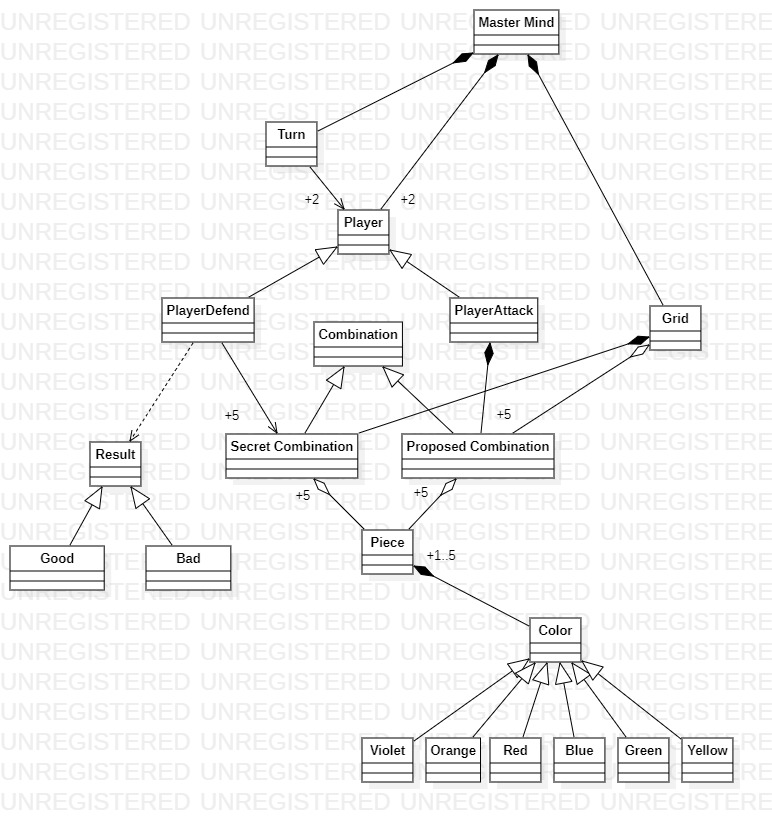 UNREGISTERED UNREGISTERED UNREGISTERED UNREGISTERED
Master Mind
Turn
+2
+2
Player
PlayerDefend
PlayerAttack
Grid
Combination
+5
+5
Secret Combination
Proposed Combination
Result
+5
+5
Piece
+1..5
Good
Bad
Color
Violet
Orange
Red
Blue
Green
Yellow